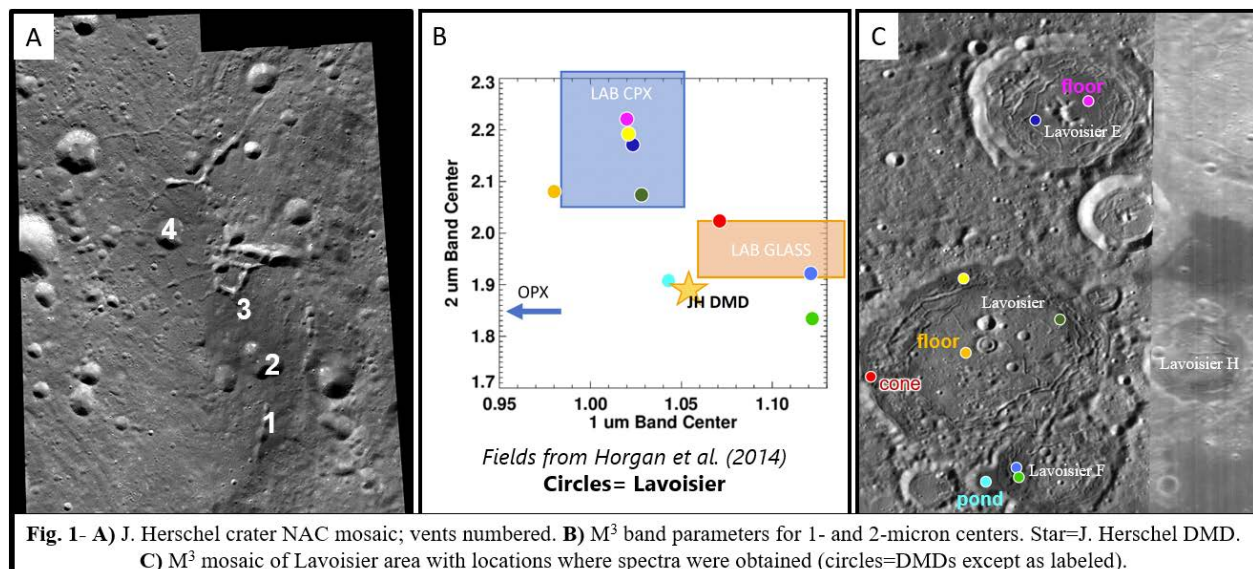 A
4
3
2
1
B
2.3
2.2
2.1
2.0
1.9
1.8
1.7
2 um Band Center
LAB CPX
LAB GLASS
OPX
JH DMD
0.95 1.00 1.05 1.10
1 um Band Center
Fields from Horgan et al. (2014)
Circles= Lavoisier
C
floor
Lavoisier E
Lavoisier
floor
Lavoisier H
cone
Lavoisier F
pond
Fig. 1- A) J. Herschel crater NAC mosaic; vents numbered. B) M³ band parameters for 1- and 2-micron centers. Star=J. Herschel DMD.
C) M³ mosaic of Lavoisier area with locations where spectra were obtained (circles=DMDs except as labeled).